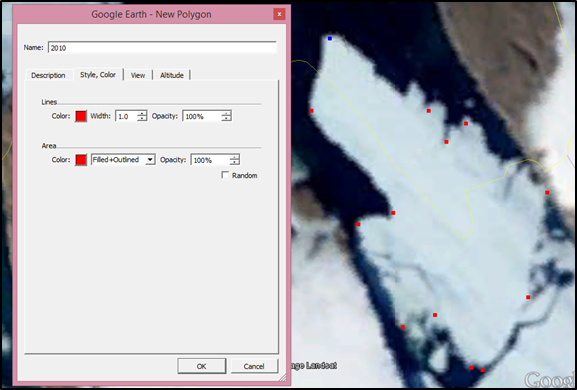 Google Earth - New Polygon
x
Name: 2010
Description Style, Color View Altitude
Lines
Color: Width: 1.0 Opacity: 100%
Area
Color: Filled+Outlined Opacity: 100%
Random
OK Cancel
age Landsat
Goog